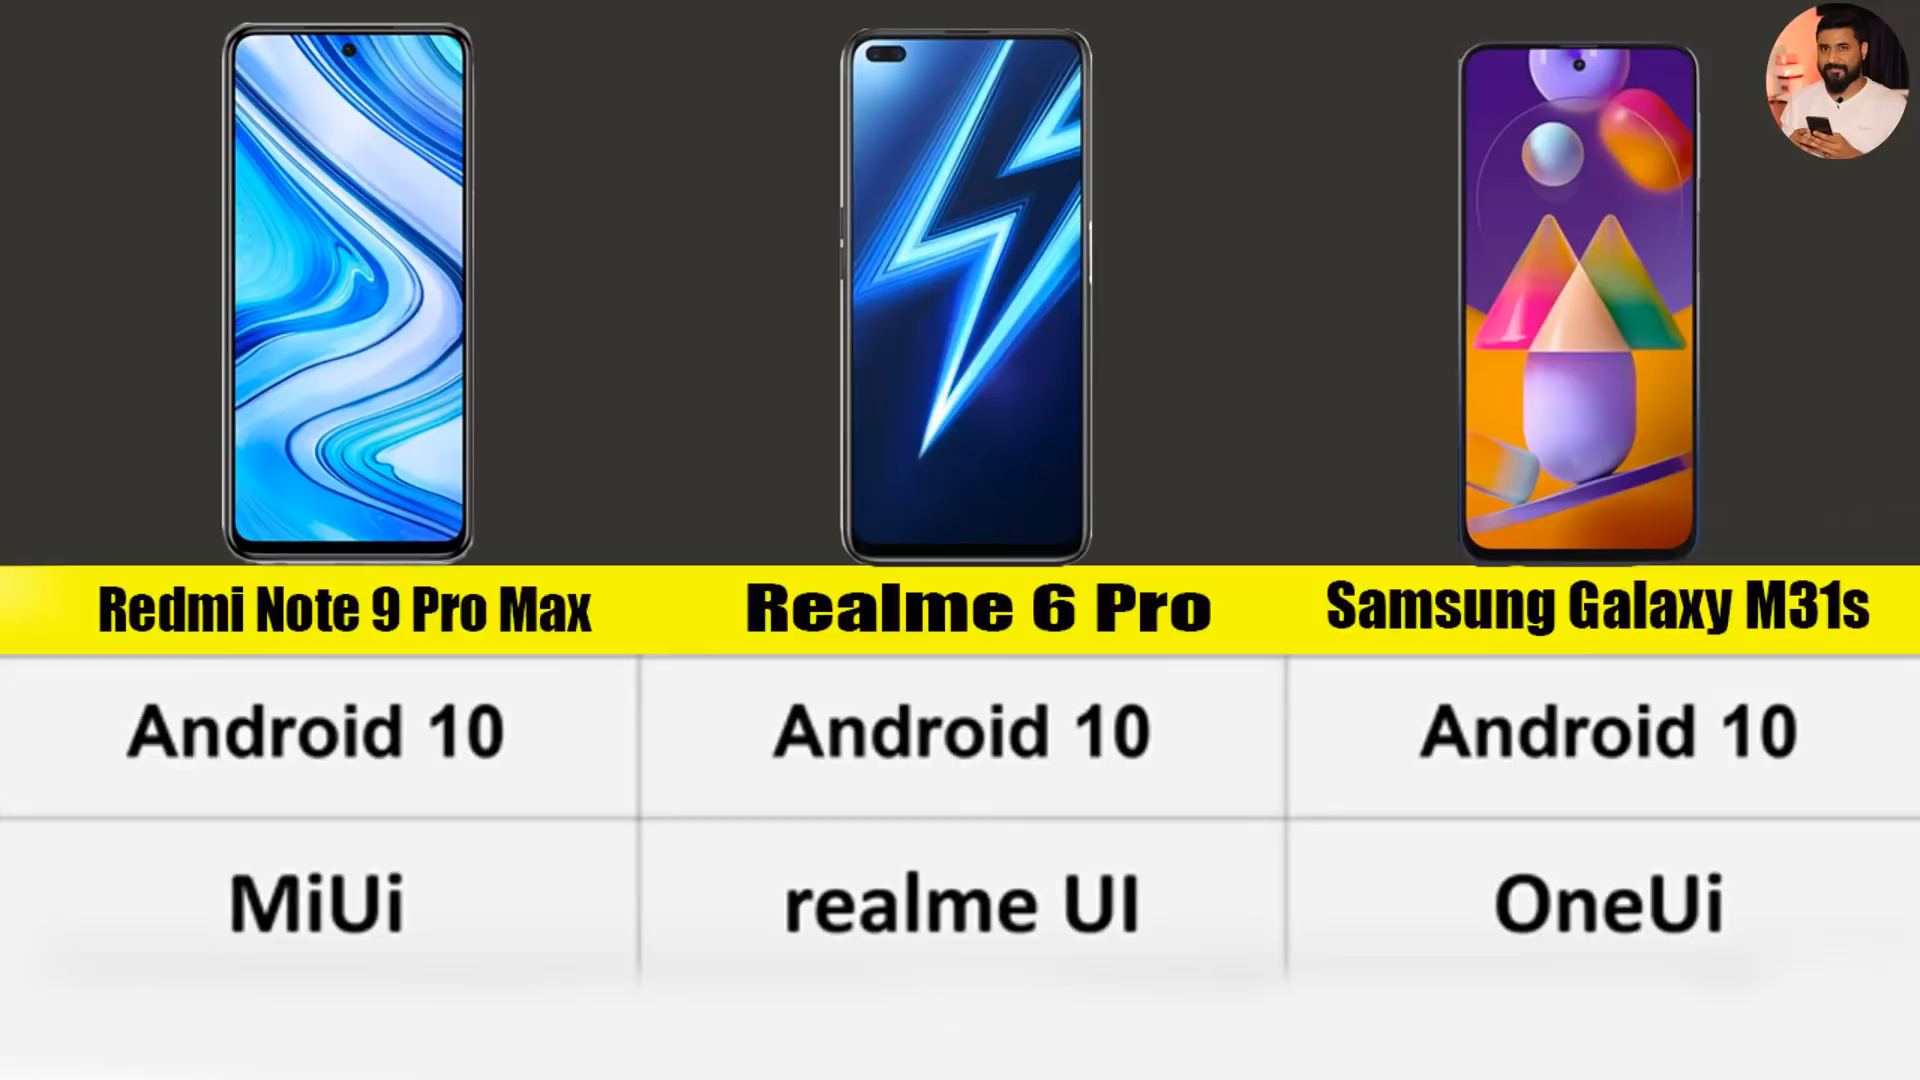 Redmi Note 9 Pro Max
Realme 6 Pro
Samsung Galaxy M31s
Android 10
Android 10
Android 10
MiUi
realme UI
OneUi